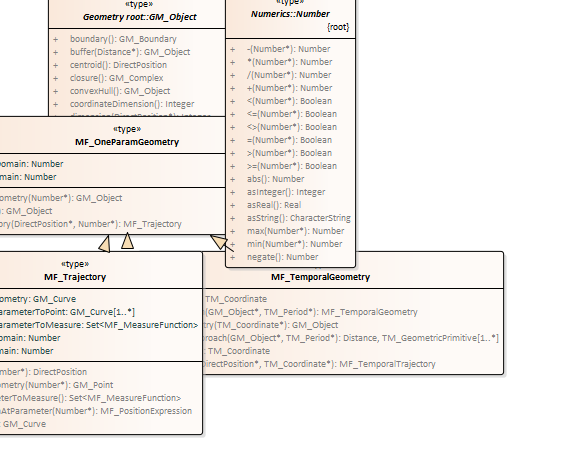 «type»
Geometry root::GM_Object
+ boundary(): GM_Boundary
+ buffer(Distance*): GM_Object
+ centroid(): DirectPosition
+ closure(): GM_Complex
+ convexHull(): GM_Object
+ coordinateDimension(): Integer
«type»
Numerics::Number
{root}
+ -(Number*): Number
+ *(Number*): Number
+ /(Number*): Number
+ +(Number*): Number
+ <(Number*): Boolean
+ <=(Number*): Boolean
+ <>(Number*): Boolean
+ =(Number*): Boolean
+ >(Number*): Boolean
+ >=(Number*): Boolean
+ abs(): Number
+ asInteger(): Integer
+ asReal(): Real
+ asString(): CharacterString
+ max(Number*): Number
+ min(Number*): Number
+ negate(): Number
«type»
MF_OneParamGeometry
omain: Number
main: Number
ometry(Number*): GM_Object
: GM_Object
ory(DirectPosition*, Number*): MF_Trajectory
«type»
MF_Trajectory
ometry: GM_Curve
arameterToPoint: GM_Curve[1..*]
arameterToMeasure: Set<MF_MeasureFunction>
omain: Number
main: Number
mber*): DirectPosition
ometry(Number*): GM_Point
eterToMeasure(): Set<MF_MeasureFunction>
AtParameter(Number*): MF_PositionExpression
: GM_Curve
MF_TemporalGeometry
TM_Coordinate
(GM_Object*, TM_Period*): MF_TemporalGeometry
try(TM_Coordinate*): GM_Object
roach(GM_Object*, TM_Period*): Distance, TM_GeometricPrimitive[1..*]
TM_Coordinate
DirectPosition*, TM_Coordinate*): MF_TemporalTrajectory